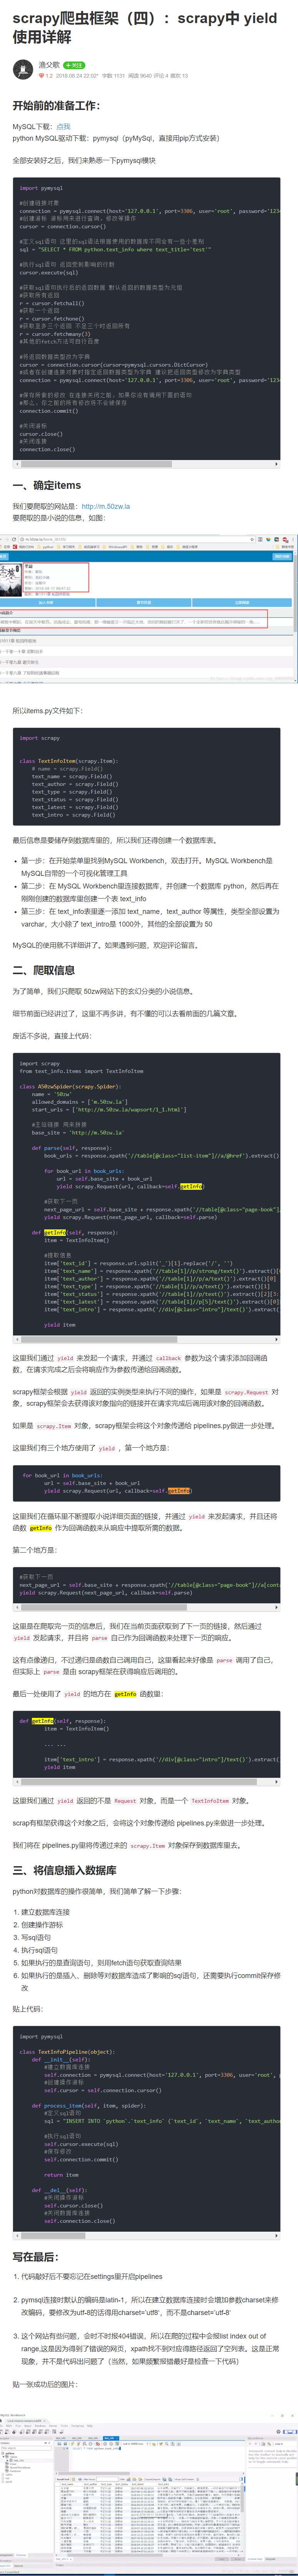 scrapy爬虫框架（四）：scrapy中 yield
使用详解
渔父歌
+ 关注
1.2 2018.08.24 22:02* 字数 1131 阅读 9640 评论 4 喜欢 13
开始前的准备工作：
MySQL下载：点我
python MySQL驱动下载：pymysql（pyMySql，直接用pip方式安装）
全部安装好之后，我们来熟悉一下pymysql模块
import pymysql
#创建链接对象
connection = pymysql.connect(host='127.0.0.1', port=3306, user='root', password='1234
#创建游标 游标用来进行查询，修改等操作
cursor = connection.cursor()
#定义sql语句 这里的sql语法根据使用的数据库不同会有一些小差别
sql = "SELECT * FROM python.text_info where text_title='test'"
#执行sql语句 返回受到影响的行数
cursor.execute(sql)
#获取sql语句执行后的返回数据 默认返回的数据类型为元组
#获取所有返回
r = cursor.fetchall()
#获取一个返回
r = cursor.fetchone()
#获取至多三个返回 不足三个时返回所有
r = cursor.fetchmany(3)
#其他的fetch方法可自行百度
#将返回数据类型改为字典
cursor = connection.cursor(cursor=pymysql.cursors.DictCursor)
#或者在创建连接对象时指定返回数据类型为字典 建议把返回类型修改为字典类型
connection = pymysql.connect(host='127.0.0.1', port=3306, user='root', password='1234
#保存所做的修改 在连接关闭之前，如果你没有调用下面的语句
#那么，你之前的所有修改将不会被保存
connection.commit()
#关闭游标
cursor.close()
#关闭连接
connection.close()
一、确定items
我们要爬取的网站是：http://m.50zw.la
要爬取的是小说的信息，如图：
所以items.py文件如下：
import scrapy
class TextInfoItem(scrapy.Item):
# name = scrapy.Field()
text_name = scrapy.Field()
text_author = scrapy.Field()
text_type = scrapy.Field()
text_status = scrapy.Field()
text_latest = scrapy.Field()
text_intro = scrapy.Field()
最后信息是要储存到数据库里的，所以我们还得创建一个数据库表。
• 第一步：在开始菜单里找到MySQL Workbench，双击打开。MySQL Workbench是
MySQL自带的一个可视化管理工具
• 第二步：在 MySQL Workbench里连接数据库，并创建一个数据库 python，然后再在
刚刚创建的数据库里创建一个表 text_info
• 第三步：在 text_info表里逐一添加 text_name，text_author 等属性，类型全部设置为
varchar，大小除了 text_intro是 1000外，其他的全部设置为 50
MySQL的使用就不详细讲了。如果遇到问题，欢迎评论留言。
二、爬取信息
为了简单，我们只爬取 50zw网站下的玄幻分类的小说信息。
细节前面已经讲过了，这里不再多讲，有不懂的可以去看前面的几篇文章。
废话不多说，直接上代码：
import scrapy
from text_info.items import TextInfoItem
class A50zwSpider(scrapy.Spider):
name = '50zw'
allowed_domains = ['m.50zw.la']
start_urls = ['http://m.50zw.la/wapsort/1_1.html']
#主站链接 用来拼接
base_site = 'http://m.50zw.la'
def parse(self, response):
book_urls = response.xpath('//table[@class="list-item"]//a/@href').extract()
for book_url in book_urls:
url = self.base_site + book_url
yield scrapy.Request(url, callback=self.getInfo)
#获取下一页
next_page_url = self.base_site + response.xpath('//table[@class="page-book"]//
yield scrapy.Request(next_page_url, callback=self.parse)
def getInfo(self, response):
item = TextInfoItem()
#提取信息
item['text_id'] = response.url.split('_')[1].replace('/', '')
item['text_name'] = response.xpath('//table[1]//p/strong/text()').extract()[0
item['text_author'] = response.xpath('//table[1]//p/a/text()').extract()[0]
item['text_type'] = response.xpath('//table[1]//p/a/text()').extract()[1]
item['text_status'] = response.xpath('//table[1]//p/text()').extract()[2][3:]
item['text_latest'] = response.xpath('//table[1]//p[5]/text()').extract()[0][
item['text_intro'] = response.xpath('//div[@class="intro"]/text()').extract()
yield item
这里我们通过 yield 来发起一个请求，并通过 callback 参数为这个请求添加回调函
数，在请求完成之后会将响应作为参数传递给回调函数。
scrapy框架会根据 yield 返回的实例类型来执行不同的操作，如果是 scrapy.Request 对
象，scrapy框架会去获得该对象指向的链接并在请求完成后调用该对象的回调函数。
如果是 scrapy.Item 对象，scrapy框架会将这个对象传递给 pipelines.py做进一步处理。
这里我们有三个地方使用了 yield ，第一个地方是：
for book_url in book_urls:
url = self.base_site + book_url
yield scrapy.Request(url, callback=self.getInfo)
这里我们在循环里不断提取小说详细页面的链接，并通过 yield 来发起请求，并且还将
函数 getInfo 作为回调函数来从响应中提取所需的数据。
第二个地方是：
#获取下一页
next_page_url = self.base_site + response.xpath('//table[@class="page-book"]//a[conta
yield scrapy.Request(next_page_url, callback=self.parse)
这里是在爬取完一页的信息后，我们在当前页面获取到了下一页的链接，然后通过
yield 发起请求，并且将 parse 自己作为回调函数来处理下一页的响应。
这有点像递归，不过递归是函数自己调用自己，这里看起来好像是 parse 调用了自己，
但实际上 parse 是由 scrapy框架在获得响应后调用的。
最后一处使用了 yield 的地方在 getInfo 函数里：
def getInfo(self, response):
item = TextInfoItem()
... ...
item['text_intro'] = response.xpath('//div[@class="intro"]/text()').extract()
yield item
这里我们通过 yield 返回的不是 Request 对象，而是一个 TextInfoItem 对象。
scrap有框架获得这个对象之后，会将这个对象传递给 pipelines.py来做进一步处理。
我们将在 pipelines.py里将传递过来的 scrapy.Item 对象保存到数据库里去。
三、将信息插入数据库
python对数据库的操作很简单，我们简单了解一下步骤：
1. 建立数据库连接
2. 创建操作游标
3. 写sql语句
4. 执行sql语句
5. 如果执行的是查询语句，则用fetch语句获取查询结果
6. 如果执行的是插入、删除等对数据库造成了影响的sql语句，还需要执行commit保存修
改
贴上代码：
import pymysql
class TextInfoPipeline(object):
def __init__(self):
#建立数据库连接
self.connection = pymysql.connect(host='127.0.0.1', port=3306, user='root', p
#创建操作游标
self.cursor = self.connection.cursor()
def process_item(self, item, spider):
#定义sql语句
sql = "INSERT INTO `python`.`text_info` (`text_id`, `text_name`, `text_author
#执行sql语句
self.cursor.execute(sql)
#保存修改
self.connection.commit()
return item
def __del__(self):
#关闭操作游标
self.cursor.close()
#关闭数据库连接
self.connection.close()
写在最后：
1. 代码敲好后不要忘记在settings里开启pipelines
2. pymysql连接时默认的编码是latin-1，所以在建立数据库连接时会增加参数charset来修
改编码，要修改为utf-8的话得用charset='utf8'，而不是charset='utf-8'
3. 这个网站有些问题，会时不时报404错误，所以在爬的过程中会报list index out of
range,这是因为得到了错误的网页，xpath找不到对应得路径返回了空列表。这是正常
现象，并不是代码出问题了（当然，如果频繁报错最好是检查一下代码）
贴一张成功后的图片：